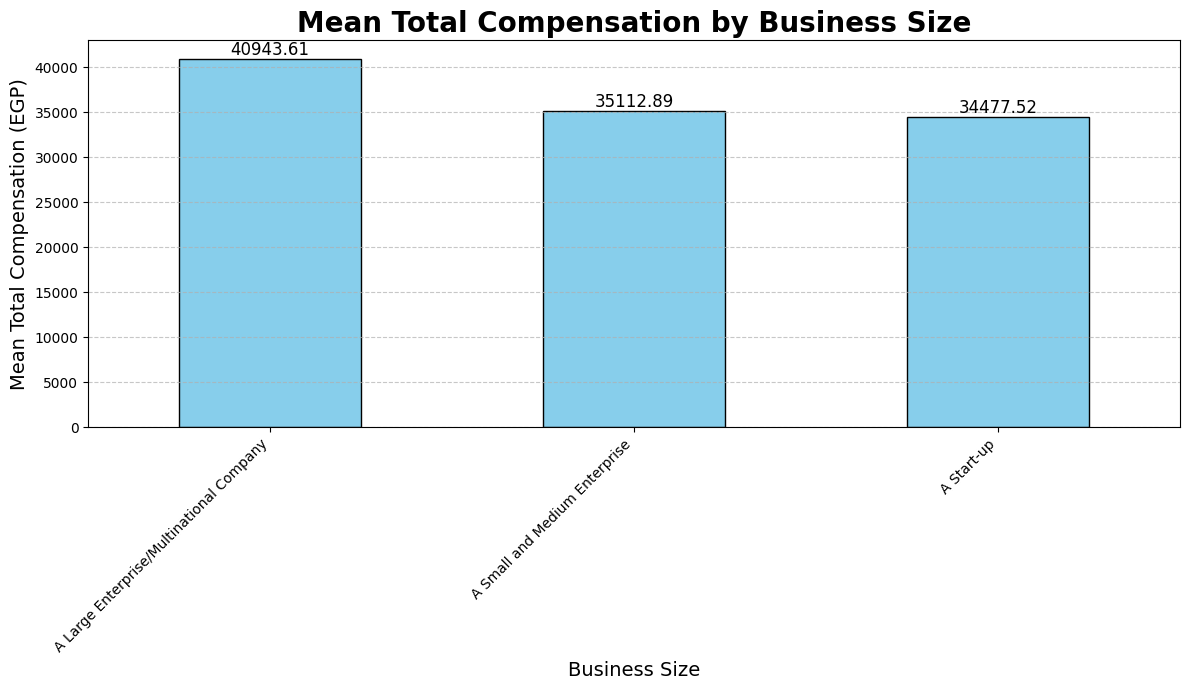 Mean Total Compensation by Business Size
Mean Total Compensation (EGP)
40000
35000
30000
25000
20000
15000
10000
5000
0
40943.61
35112.89
34477.52
A Large Enterprise/Multinational Company
A Small and Medium Enterprise
A Start-up
Business Size